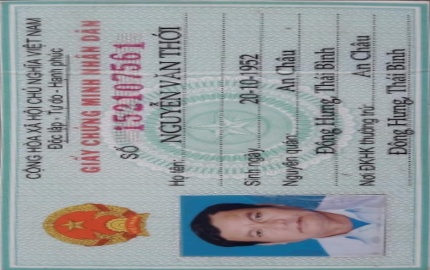 CỘNG HÒA XÃ HỘI CHỦ NGHĨA VIỆT NAM
Độc lập - Tự do - Hạnh phúc
GIẤY CHỨNG MINH NHÂN DÂN
SỐ 152107561
Họ tên: NGUYỄN VĂN THỚI
Sinh ngày 20-10-1952
Nguyên quán: An Châu
Đông Hưng, Thái Bình
Nơi ĐKHK thường trú: An Châu
Đông Hưng, Thái Bình